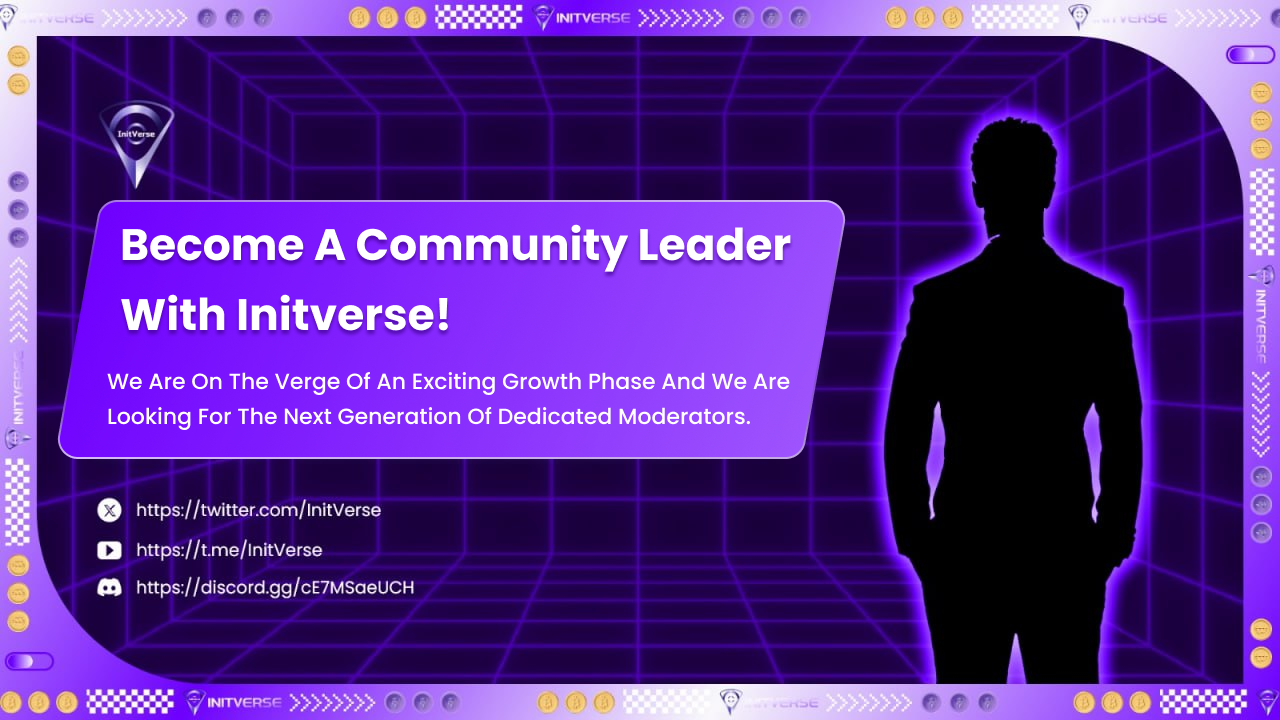 INITVERSE
INITVERSE
INITVERSE
InitVerse
Become A Community Leader
With Initverse!
We Are On The Verge Of An Exciting Growth Phase And We Are
Looking For The Next Generation Of Dedicated Moderators.
https://twitter.com/InitVerse
https://t.me/InitVerse
https://discord.gg/cE7MSaeUCH
INITVERSE
INITVERSE
INITVERSE
INITVERSE